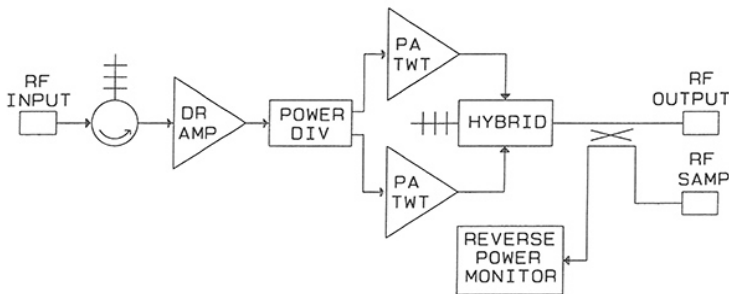 RF
INPUT
DR
AMP
POWER
DIV
PA
TWT
PA
TWT
HYBRID
RF
OUTPUT
RF
SAMP
REVERSE
POWER
MONITOR